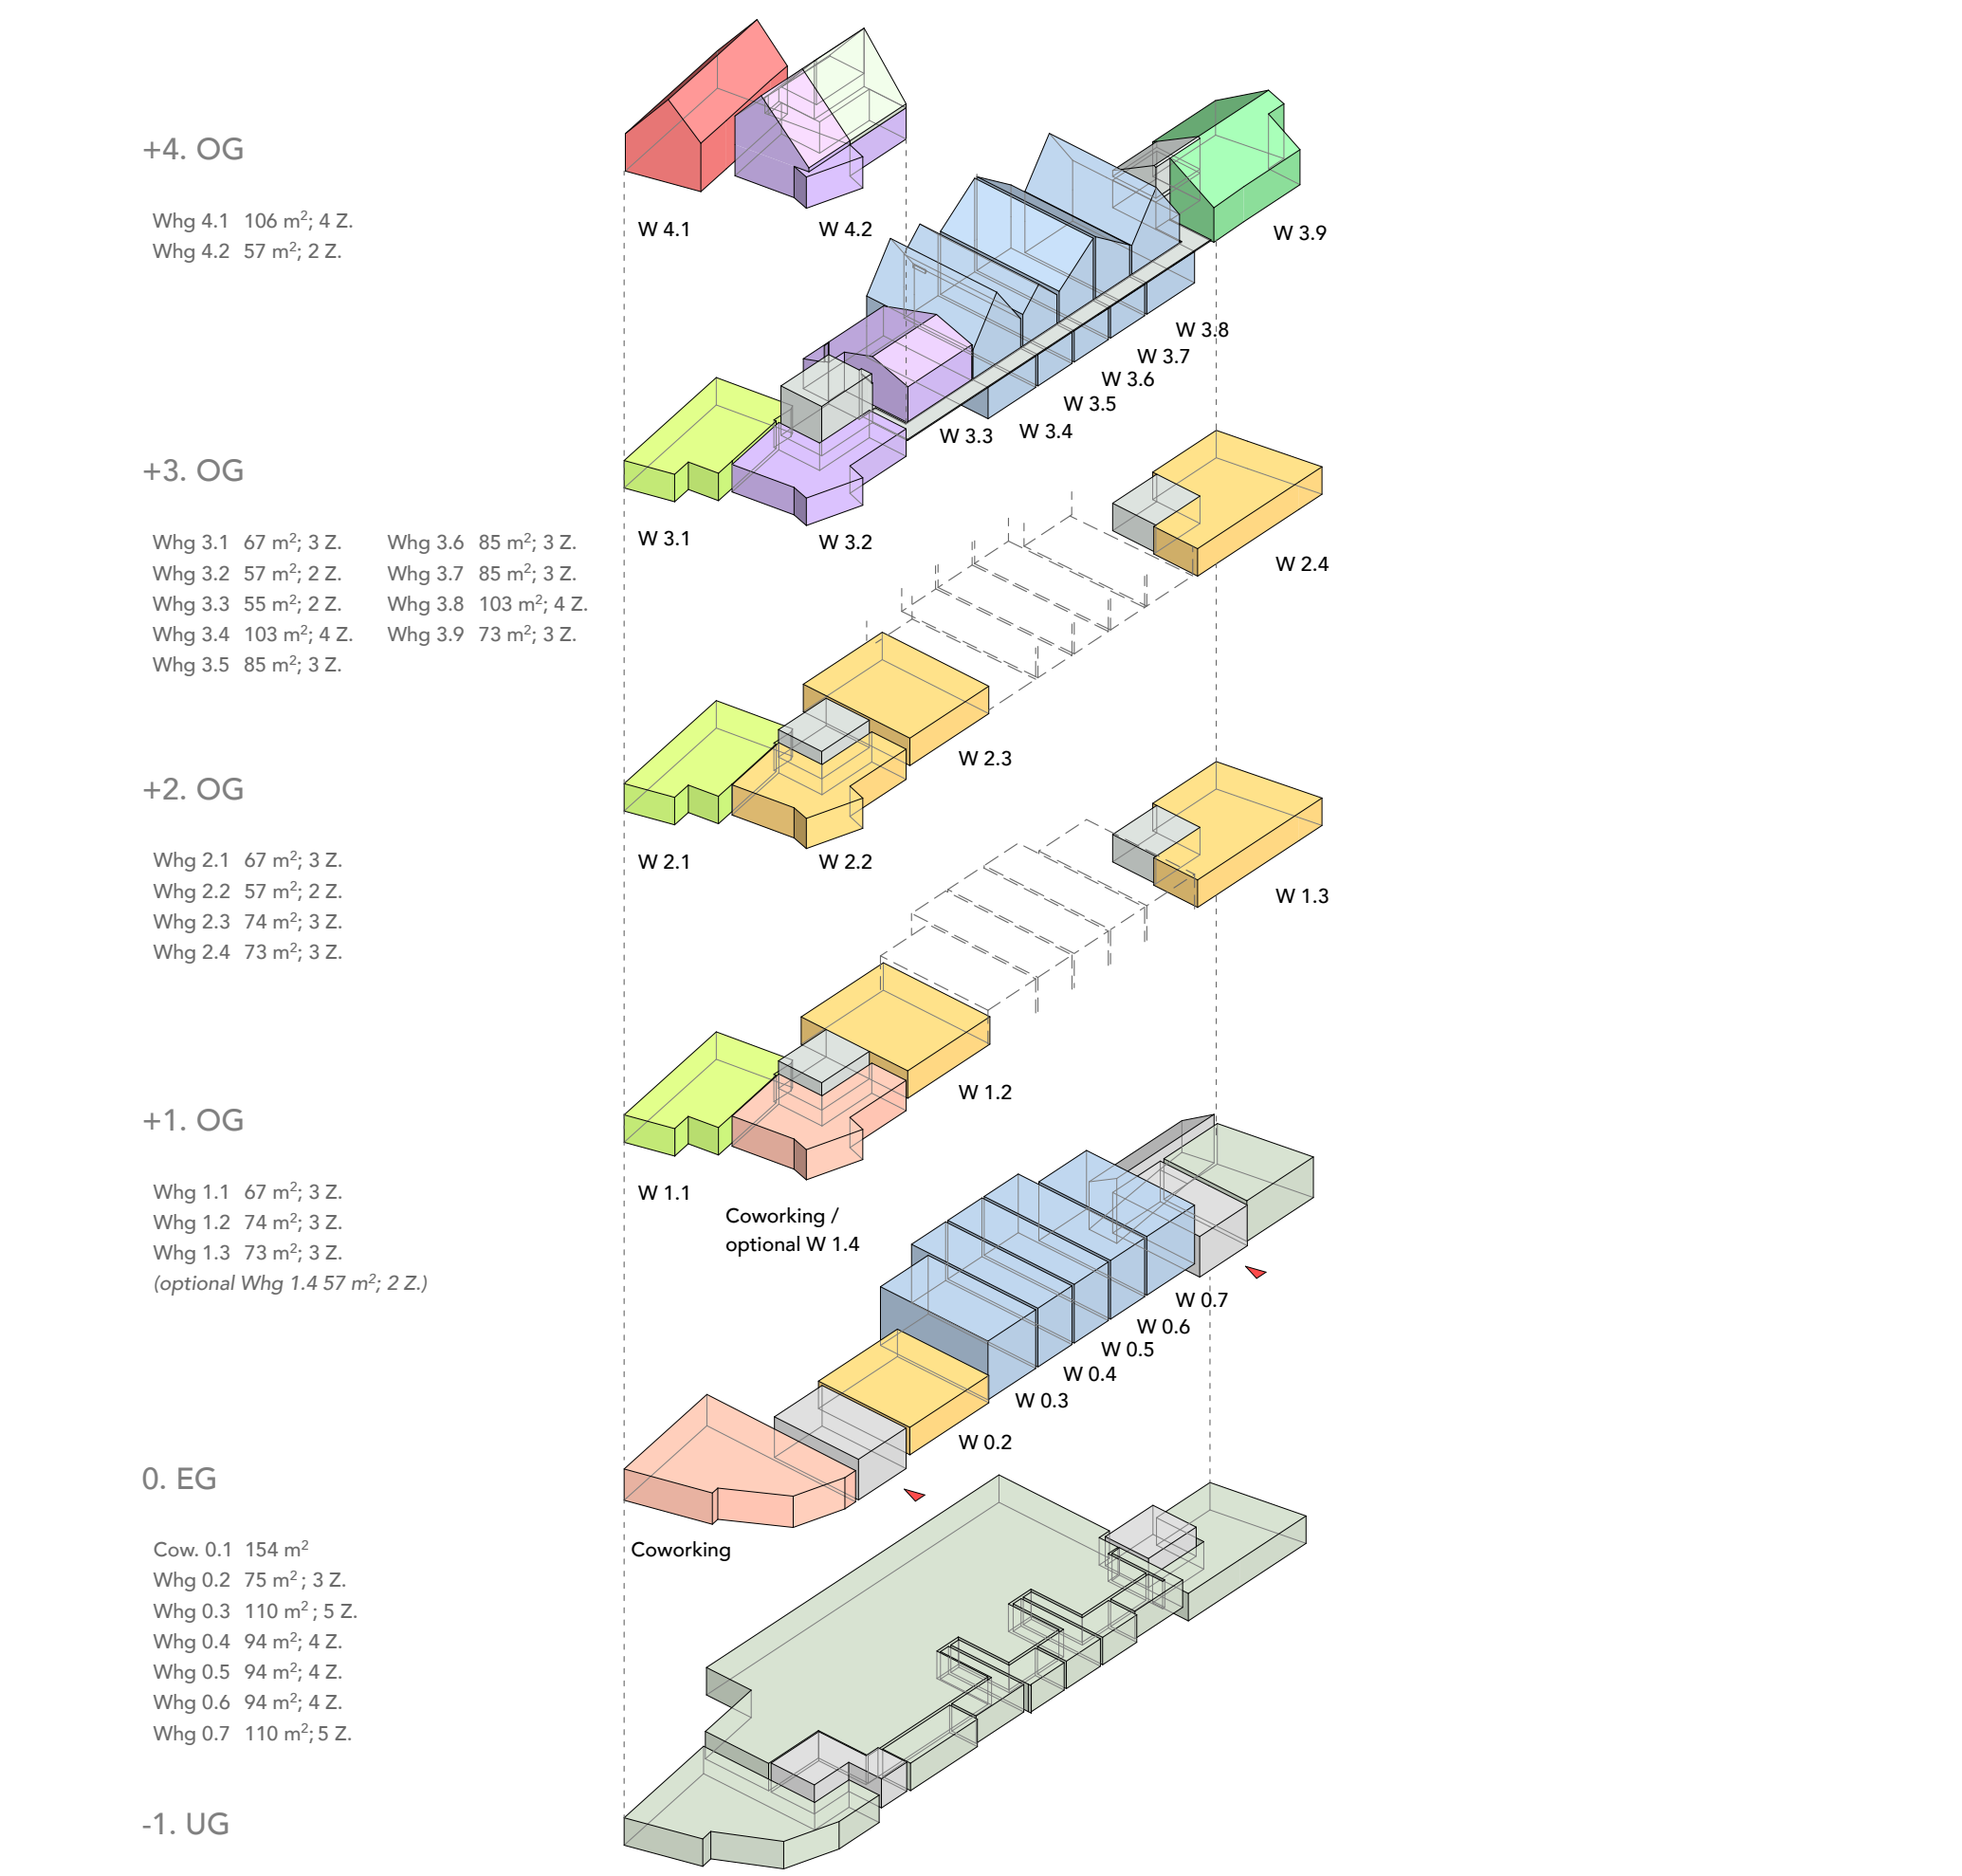 +4. OG
Whg 4.1 106 m²; 4 Z.
Whg 4.2 57 m²; 2 Z.
W 4.1
W 4.2
W 3.9
W 3.8
W 3.7
W 3.6
W 3.5
W 3.4
W 3.3
+3. OG
Whg 3.1 67 m²; 3 Z.
Whg 3.2 57 m²; 2 Z.
Whg 3.3 55 m²; 2 Z.
Whg 3.4 103 m²; 4 Z.
Whg 3.5 85 m²; 3 Z.
Whg 3.6 85 m²; 3 Z.
Whg 3.7 85 m²; 3 Z.
Whg 3.8 103 m²; 4 Z.
Whg 3.9 73 m²; 3 Z.
W 3.1
W 3.2
W 2.4
W 2.3
+2. OG
Whg 2.1 67 m²; 3 Z.
Whg 2.2 57 m²; 2 Z.
Whg 2.3 74 m²; 3 Z.
Whg 2.4 73 m²; 3 Z.
W 2.1
W 2.2
W 1.3
W 1.2
+1. OG
Whg 1.1 67 m²; 3 Z.
Whg 1.2 74 m²; 3 Z.
Whg 1.3 73 m²; 3 Z.
(optional Whg 1.4 57 m²; 2 Z.)
W 1.1
Coworking /
optional W 1.4
W 0.7
W 0.6
W 0.5
W 0.4
W 0.3
W 0.2
0. EG
Cow. 0.1 154 m²
Whg 0.2 75 m² ; 3 Z.
Whg 0.3 110 m² ; 5 Z.
Whg 0.4 94 m²; 4 Z.
Whg 0.5 94 m²; 4 Z.
Whg 0.6 94 m²; 4 Z.
Whg 0.7 110 m²; 5 Z.
Coworking
-1. UG